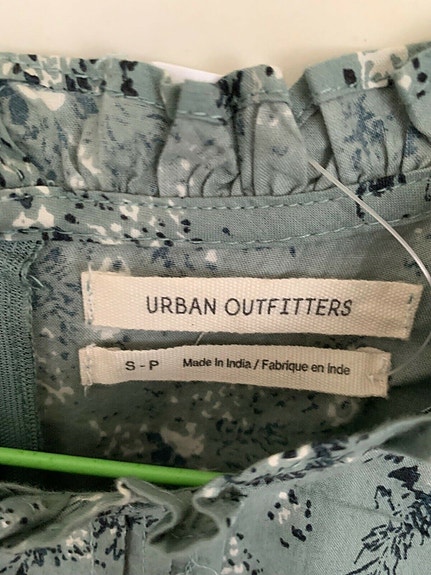 URBAN OUTFITTERS
S - P Made in India / Fabrique en Inde